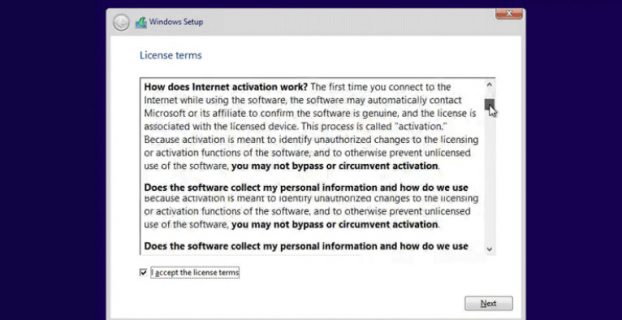 Windows Setup
License terms
How does Internet activation work? The first time you connect to the
Internet while using the software, the software may automatically contact
Microsoft or its affiliate to confirm the software is genuine, and the license is
associated with the licensed device. This process is called "activation."
Because activation is meant to identify unauthorized changes to the licensing
or activation functions of the software, and to otherwise prevent unlicensed
use of the software, you may not bypass or circumvent activation.
Does the software collect my personal information and how do we use
Because activation is meant to identify unauthorized changes to the licensing
or activation functions of the software, and to otherwise prevent unlicensed
use of the software, you may not bypass or circumvent activation.
Does the software collect my personal information and how do we use
I accept the license terms
Next